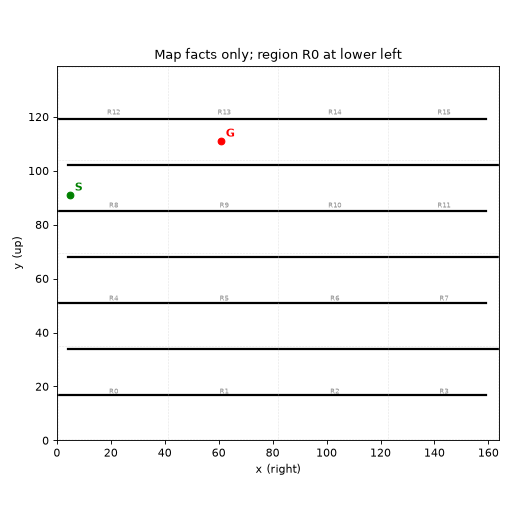 Map facts only; region R0 at lower left
120
R12 R13 R14 R15
G
100
S
80
R8 R9 R10 R11
60
R4 R5 R6 R7
40
20
R0 R1 R2 R3
0
0 20 40 60 80 100 120 140 160
x (right)
y (up)